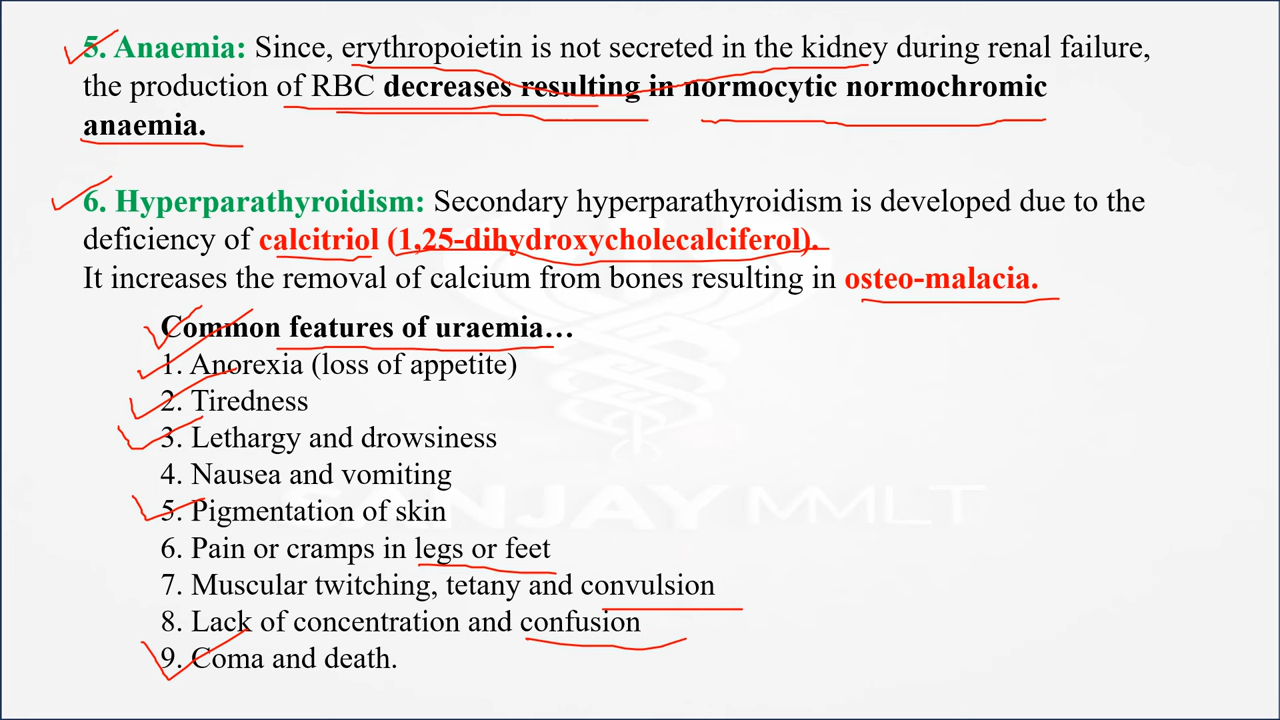 5. Anaemia: Since, erythropoietin is not secreted in the kidney during renal failure,
the production of RBC decreases resulting in normocytic normochromic
anaemia.
6. Hyperparathyroidism: Secondary hyperparathyroidism is developed due to the
deficiency of calcitriol (1,25-dihydroxycholecalciferol).
It increases the removal of calcium from bones resulting in osteo-malacia.
Common features of uraemia…
1. Anorexia (loss of appetite)
2. Tiredness
3. Lethargy and drowsiness
4. Nausea and vomiting
5. Pigmentation of skin
6. Pain or cramps in legs or feet
7. Muscular twitching, tetany and convulsion
8. Lack of concentration and confusion
9. Coma and death.
SANJAY MMLT